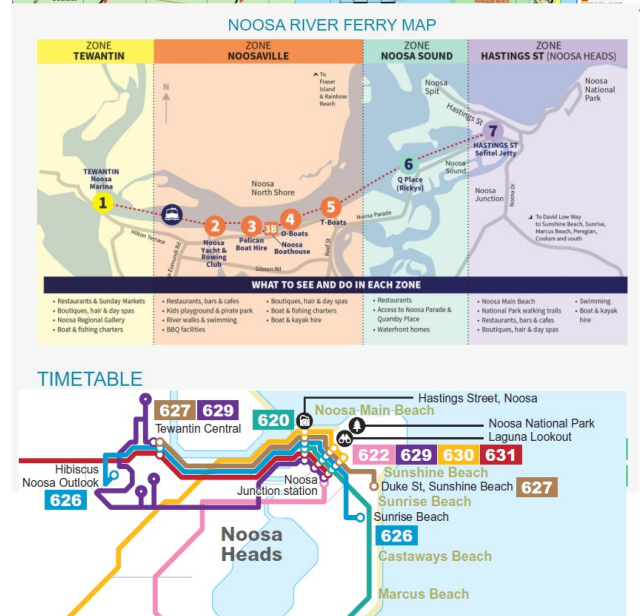 NOOSA RIVER FERRY MAP
ZONE
TEWANTIN
ZONE
NOOSAVILLE
ZONE
NOOSA SOUND
ZONE
HASTINGS ST (NOOSA HEADS)
To
Fraser
Island
& Rainbow
Beach
N
Noosa
Spit
Hastings St
Noosa
National
Park
7
HASTINGS ST
Sofitel Jetty
6
Q Place
(Rickys)
Noosa
Sound
Noosa
Junction
Noosa Dr
TEWANTIN
Noosa
Marina
1
Noosa
North Shore
2
Noosa
Yacht &
Rowing
Club
3
Pelican
Boat Hire
3B
Noosa
Boathouse
4
O-Boats
5
T-Boats
Noosa Parade
Hilton Terrace
Eumundi Rd
Gibson Rd
Reef St
To David Low Way
to Sunshine Beach, Sunrise,
Marcus Beach, Peregian,
Coolum and south
WHAT TO SEE AND DO IN EACH ZONE
• Restaurants & Sunday Markets
• Boutiques, hair & day spas
• Noosa Regional Gallery
• Boat & fishing charters
• Restaurants, bars & cafes
• Kids playground & pirate park
• River walks & swimming
• BBQ facilities
• Boutiques, hair & day spas
• Boat & fishing charters
• Boat & kayak hire
• Restaurants
• Access to Noosa Parade &
Quamby Place
• Waterfront homes
• Noosa Main Beach
• National Park walking trails
• Restaurants, bars & cafes
• Boutiques, hair & day spas
• Swimming
• Boat & kayak
hire
TIMETABLE
627 629
Tewantin Central
620
Hastings Street, Noosa
Noosa Main Beach
Noosa National Park
Laguna Lookout
622 629 630 631
Sunshine Beach
Duke St, Sunshine Beach 627
Sunrise Beach
Sunrise Beach
626
Hibiscus
Noosa Outlook
626
Noosa
Junction station
Noosa
Heads
Castaways Beach
Marcus Beach